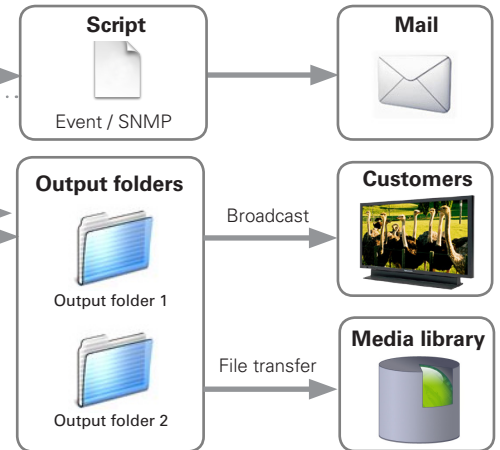 Script
Event / SNMP
Mail
Output folders
Output folder 1
Output folder 2
Broadcast
Customers
File transfer
Media library